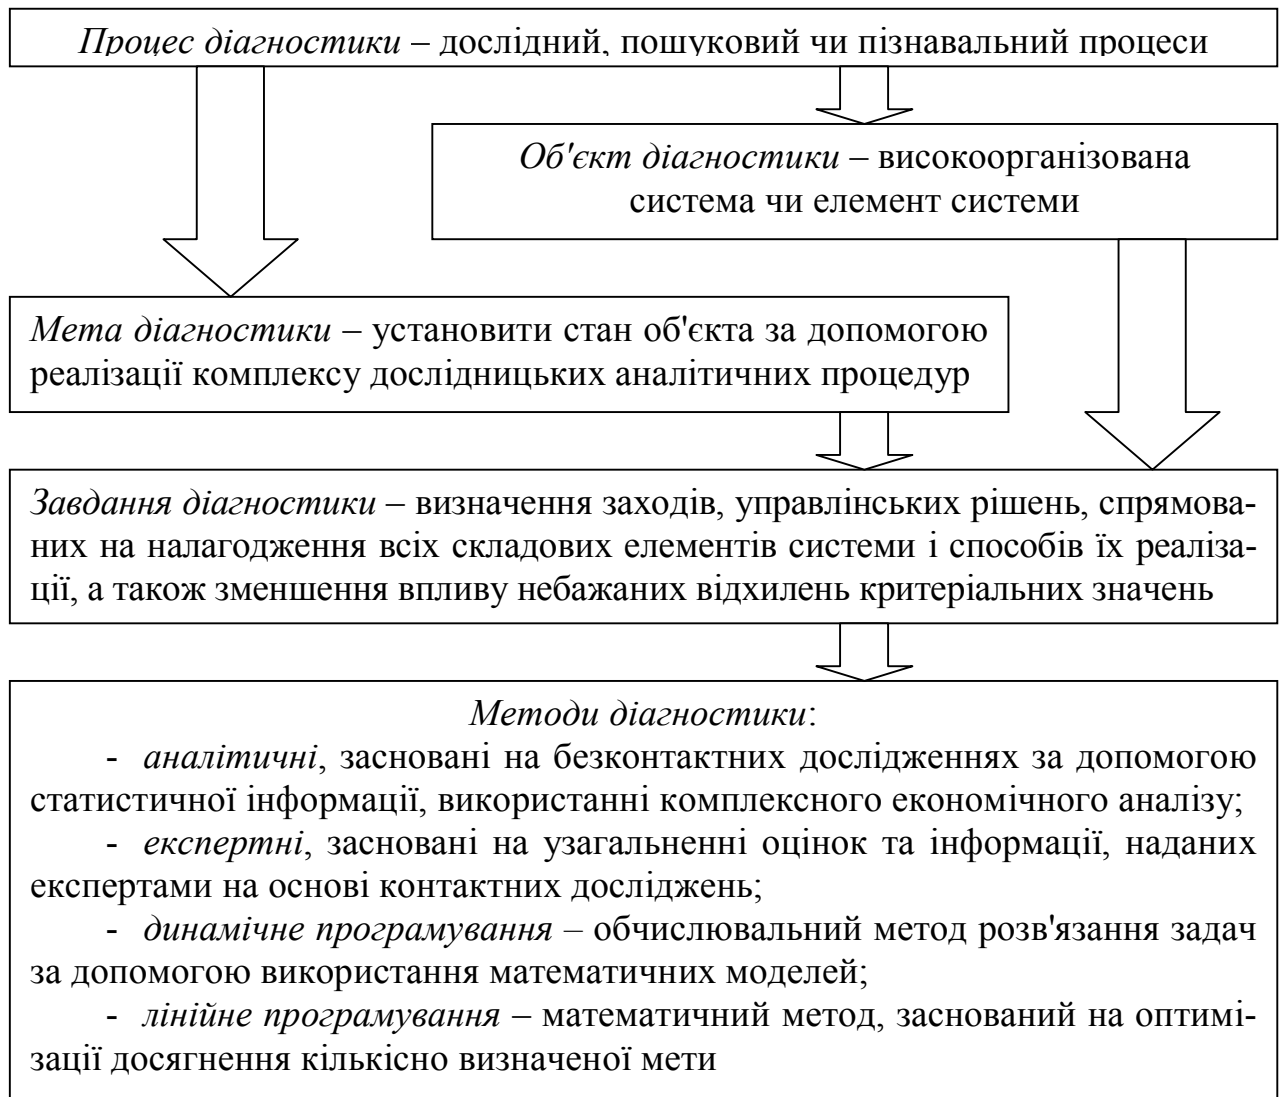 Процес діагностики – дослідний, пошуковий чи пізнавальний процеси
Об'єкт діагностики – високоорганізована
система чи елемент системи
Мета діагностики – установити стан об'єкта за допомогою
реалізації комплексу дослідницьких аналітичних процедур
Завдання діагностики – визначення заходів, управлінських рішень, спрямова-
них на налагодження всіх складових елементів системи і способів їх реаліза-
ції, а також зменшення впливу небажаних відхилень критеріальних значень
Методи діагностики:
- аналітичні, засновані на безконтактних дослідженнях за допомогою
статистичної інформації, використанні комплексного економічного аналізу;
- експертні, засновані на узагальненні оцінок та інформації, наданих
експертами на основі контактних досліджень;
- динамічне програмування – обчислювальний метод розв'язання задач
за допомогою використання математичних моделей;
- лінійне програмування – математичний метод, заснований на оптимі-
зації досягнення кількісно визначеної мети